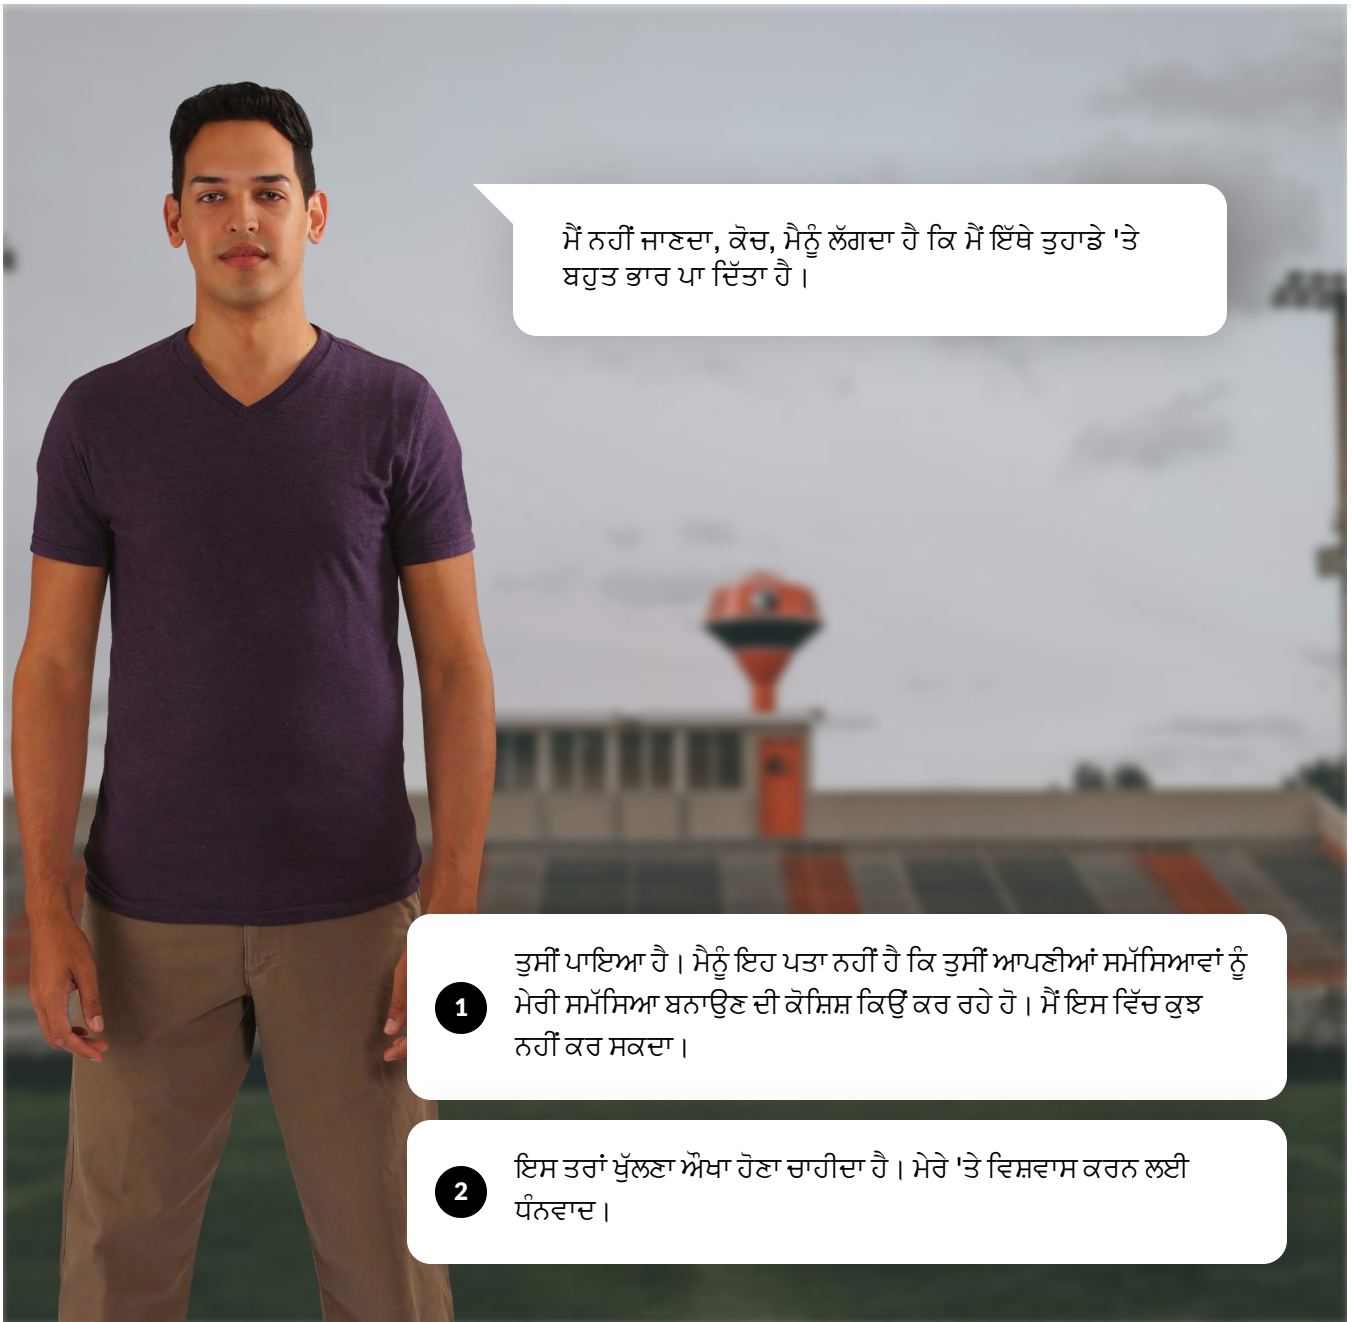 ਮੈਂ ਨਹੀਂ ਜਾਣਦਾ, ਕੋਚ, ਮੈਨੂੰ ਲੱਗਦਾ ਹੈ ਕਿ ਮੈਂ ਇੱਥੇ ਤੁਹਾਡੇ 'ਤੇ
ਬਹੁਤ ਭਾਰ ਪਾ ਦਿੱਤਾ ਹੈ।
1 ਤੁਸੀਂ ਪਾਇਆ ਹੈ। ਮੈਨੂੰ ਇਹ ਪਤਾ ਨਹੀਂ ਹੈ ਕਿ ਤੁਸੀਂ ਆਪਣੀਆਂ ਸਮੱਸਿਆਵਾਂ ਨੂੰ
ਮੇਰੀ ਸਮੱਸਿਆ ਬਨਾਉਣ ਦੀ ਕੋਸ਼ਿਸ਼ ਕਿਉਂ ਕਰ ਰਹੇ ਹੋ। ਮੈਂ ਇਸ ਵਿੱਚ ਕੁਝ
ਨਹੀਂ ਕਰ ਸਕਦਾ।
2 ਇਸ ਤਰਾਂ ਖੁੱਲਣਾ ਔਖਾ ਹੋਣਾ ਚਾਹੀਦਾ ਹੈ। ਮੇਰੇ 'ਤੇ ਵਿਸ਼ਵਾਸ ਕਰਨ ਲਈ
ਧੰਨਵਾਦ।